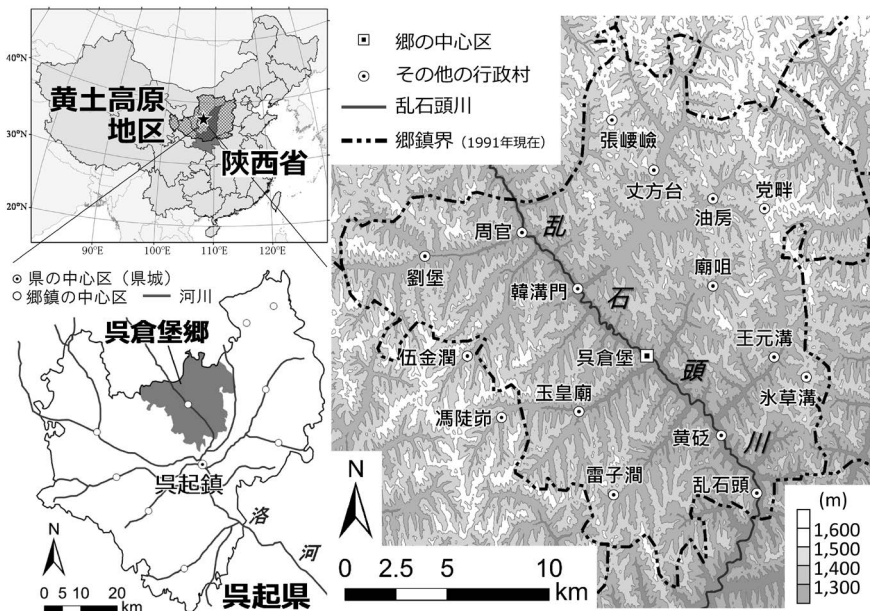 40°N
40°N
30°N
30°N
20°N
20°N
90°E
100°E
110°E
120°E
黄土高原
地区
陝西省
県の中心区（県城）
郷鎮の中心区
河川
呉倉堡郷
呉起鎮
洛
河
N
0 5 10 20
km
呉起県
郷の中心区
その他の行政村
乱石頭川
郷鎮界（1991年現在）
張崾嶮
丈方台
油房
党畔
周官
乱
劉堡
廟咀
韓溝門
石
王元溝
伍金澗
呉倉堡
頭
氷草溝
玉皇廟
馮陡峁
黄砭
川
雷子澗
乱石頭
N
0 2.5 5 10
km
(m)
1,600
1,500
1,400
1,300